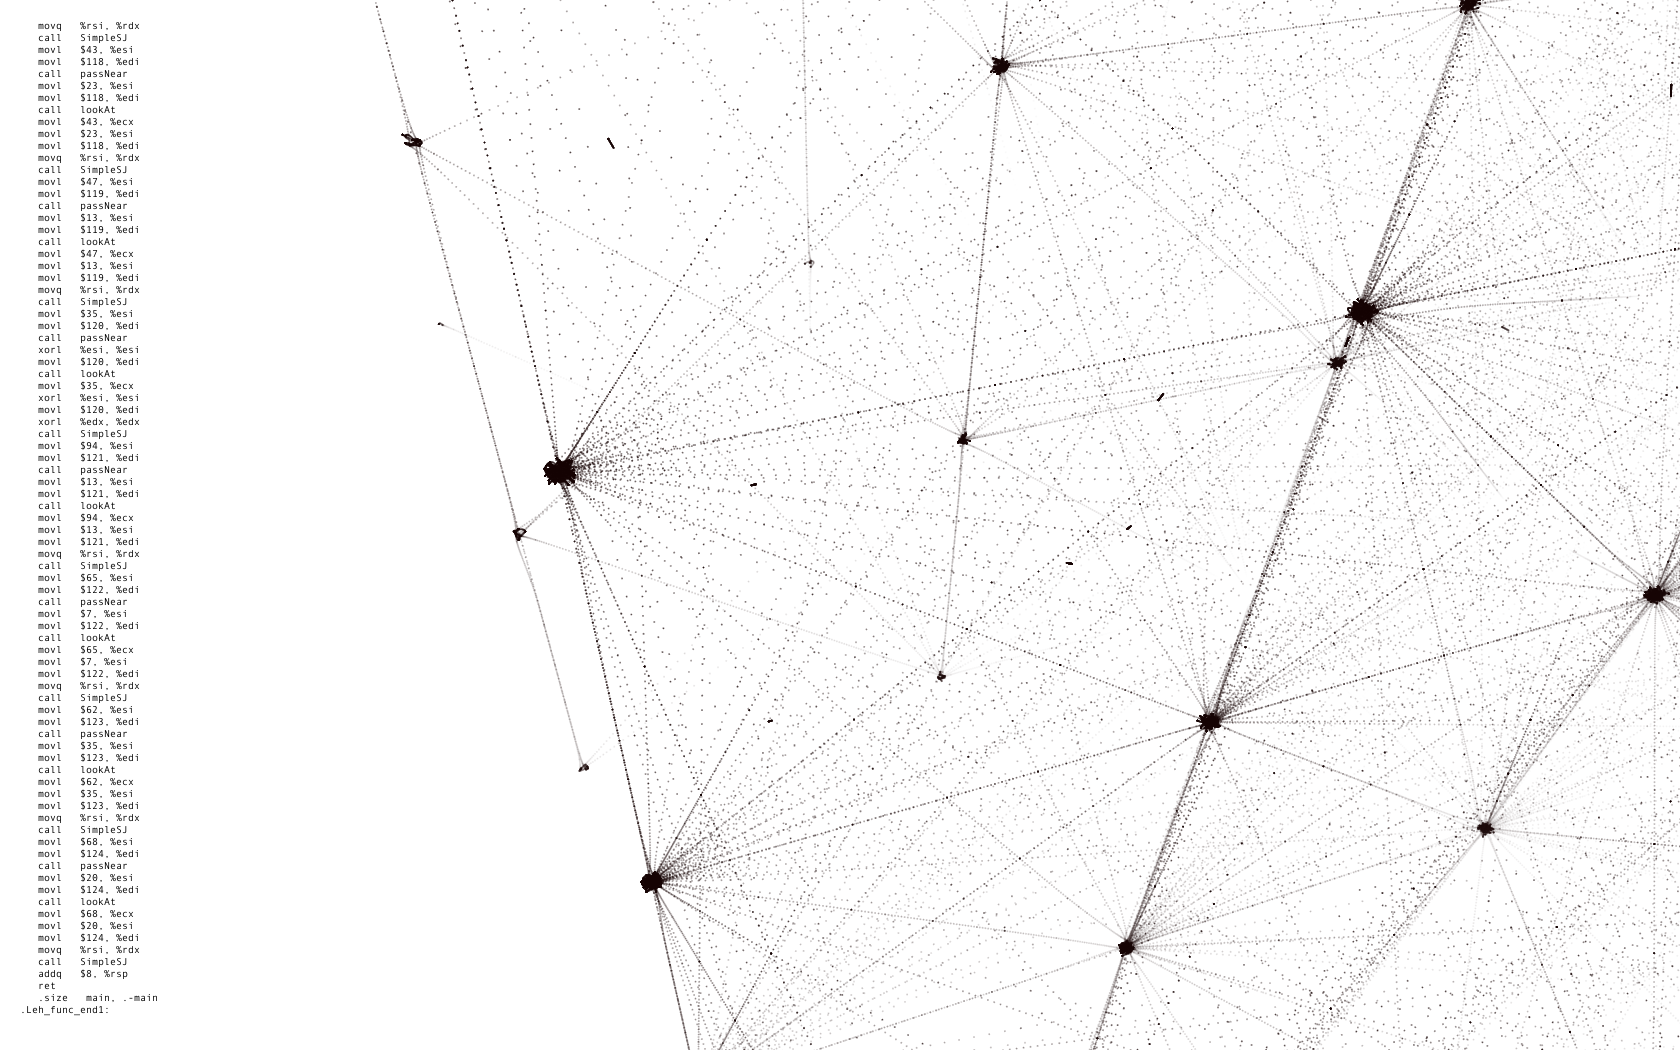 movq %rsi, %rdx
call SimpleSJ
movl $43, %esi
movl $118, %edi
call passNear
movl $23, %esi
movl $118, %edi
call lookAt
movl $43, %ecx
movl $23, %esi
movl $118, %edi
movq %rsi, %rdx
call SimpleSJ
movl $47, %esi
movl $119, %edi
call passNear
movl $13, %esi
movl $119, %edi
call lookAt
movl $47, %ecx
movl $13, %esi
movl $119, %edi
movq %rsi, %rdx
call SimpleSJ
movl $35, %esi
movl $120, %edi
call passNear
xorl %esi, %esi
movl $120, %edi
call lookAt
movl $35, %ecx
xorl %esi, %esi
movl $120, %edi
xorl %edx, %edx
call SimpleSJ
movl $94, %esi
movl $121, %edi
call passNear
movl $13, %esi
movl $121, %edi
call lookAt
movl $94, %ecx
movl $13, %esi
movl $121, %edi
movq %rsi, %rdx
call SimpleSJ
movl $65, %esi
movl $122, %edi
call passNear
movl $7, %esi
movl $122, %edi
call lookAt
movl $65, %ecx
movl $7, %esi
movl $122, %edi
movq %rsi, %rdx
call SimpleSJ
movl $62, %esi
movl $123, %edi
call passNear
movl $35, %esi
movl $123, %edi
call lookAt
movl $62, %ecx
movl $35, %esi
movl $123, %edi
movq %rsi, %rdx
call SimpleSJ
movl $68, %esi
movl $124, %edi
call passNear
movl $20, %esi
movl $124, %edi
call lookAt
movl $68, %ecx
movl $20, %esi
movl $124, %edi
movq %rsi, %rdx
call SimpleSJ
addq $8, %rsp
ret
.size main, .-main
.Leh_func_end1: